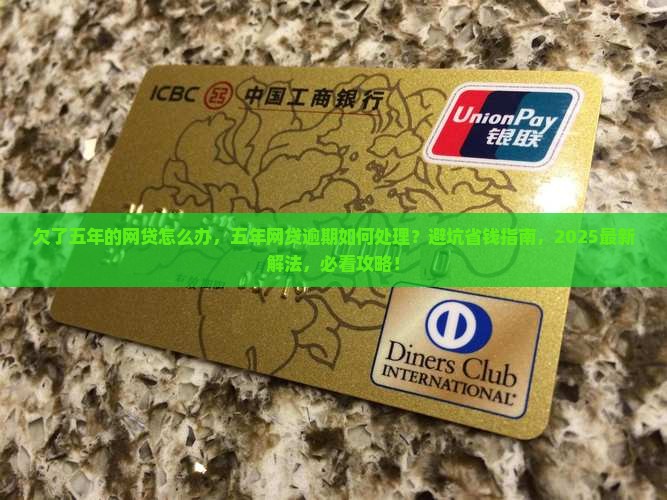 ICBC 中国工商银行
UnionPay
银联
欠了五年的网贷怎么办，五年网贷逾期如何处理？避坑省钱指南，2025最新
解法，必看攻略！
Diners Club
INTERNATIONAL